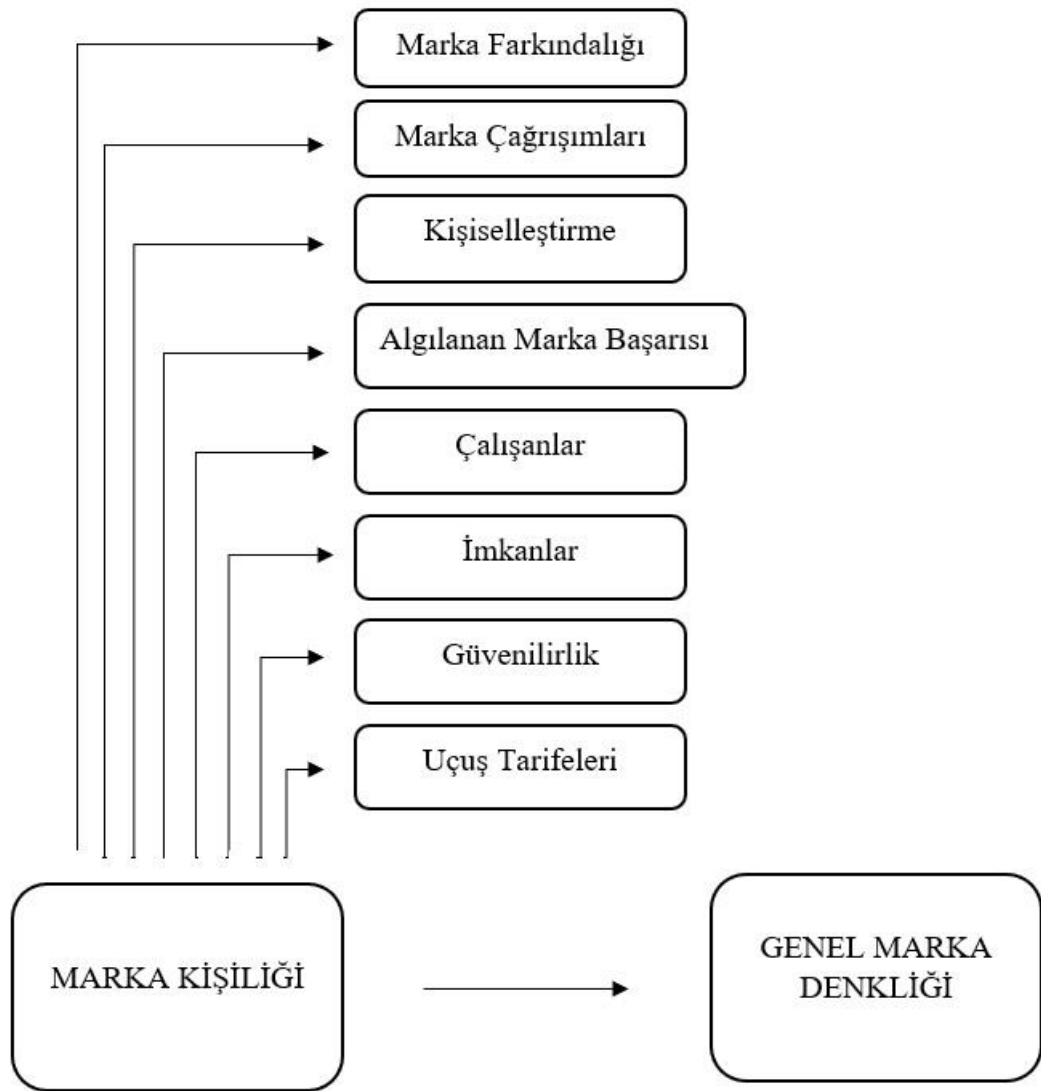 Marka Farkındalığı
Marka Çağrışımları
Kişiselleştirme
Algılanan Marka Başarısı
Çalışanlar
İmkanlar
Güvenilirlik
Uçuş Tarifeleri
MARKA KİŞİLİĞİ
GENEL MARKA
DENKLİĞİ